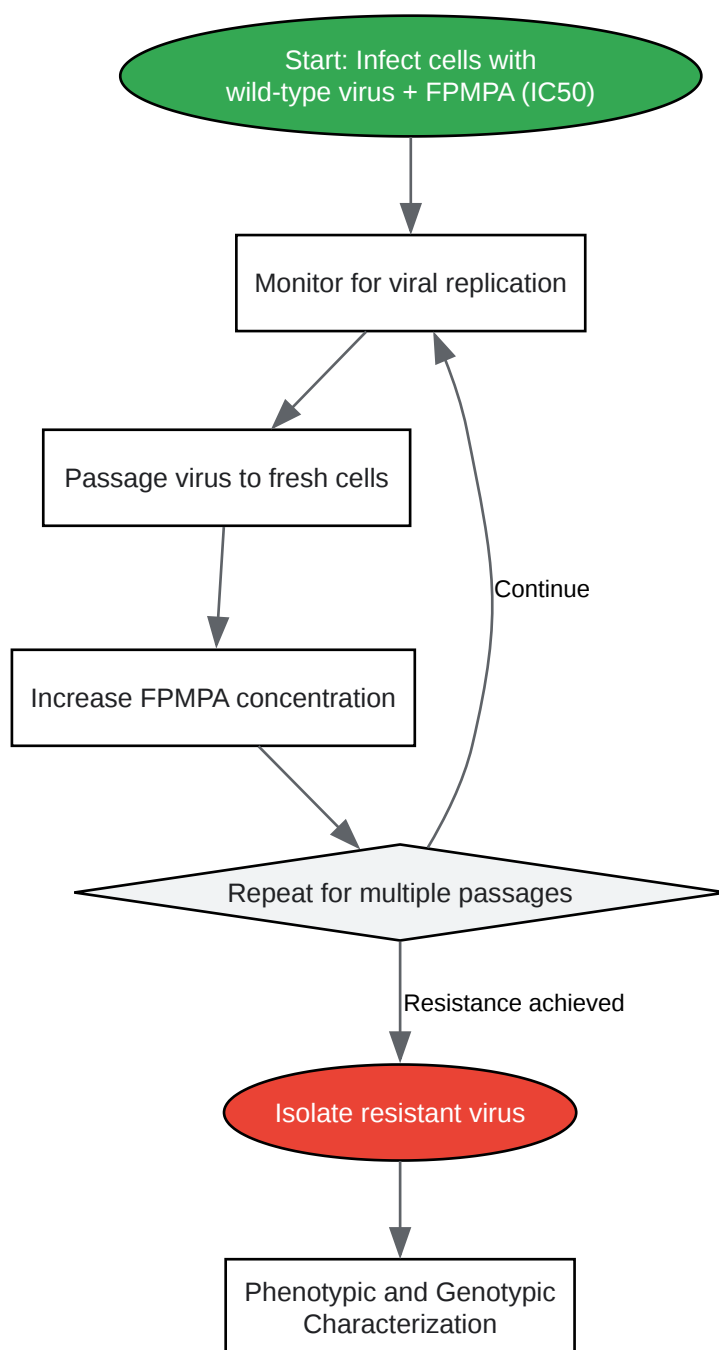 Start: Infect cells with
wild-type virus + FPMPA (IC50)
Monitor for viral replication
Passage virus to fresh cells
Continue
Increase FPMPA concentration
Repeat for multiple passages
Resistance achieved
Isolate resistant virus
Phenotypic and Genotypic
Characterization